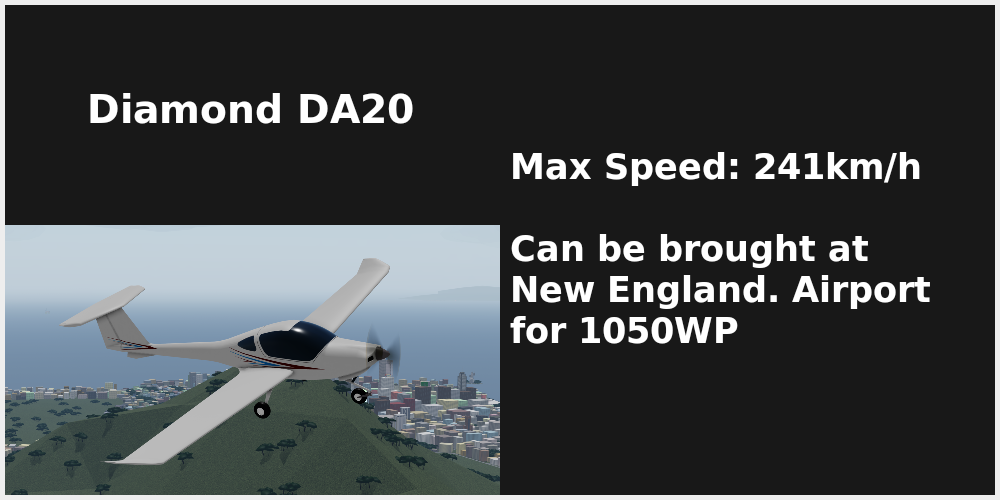 Diamond DA20
Max Speed: 241km/h
Can be brought at
New England. Airport
for 1050WP